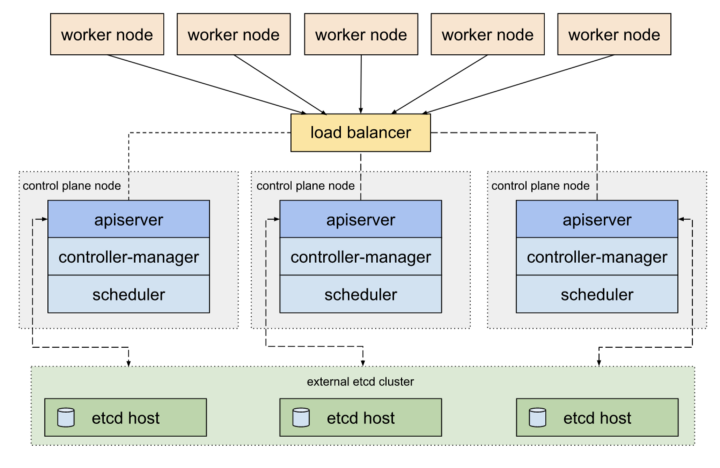 worker node
worker node
worker node
worker node
worker node
load balancer
control plane node
control plane node
control plane node
apiserver
apiserver
apiserver
controller-manager
controller-manager
controller-manager
scheduler
scheduler
scheduler
external etcd cluster
etcd host
etcd host
etcd host